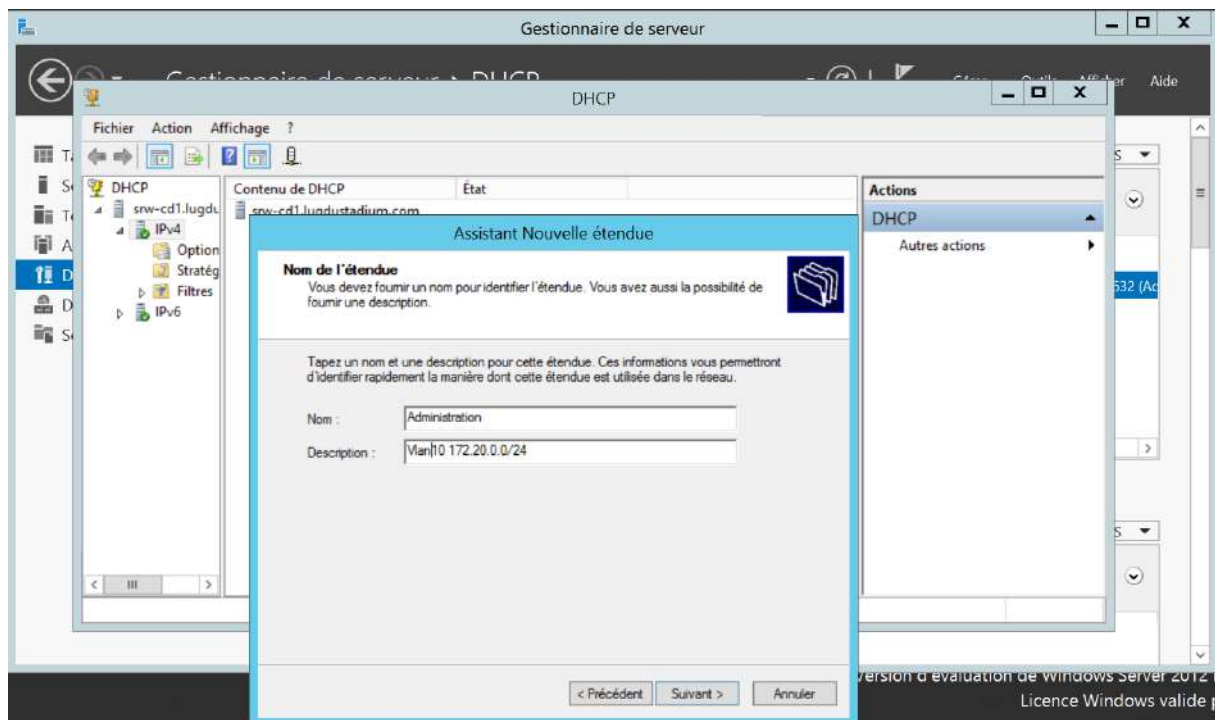 Gestionnaire de serveur
Aide
DHCP
Fichier Action Affichage ?
DHCP
Contenu de DHCP
État
Actions
srw-cd1.lugdustadium.com
DHCP
IPv4
Autres actions
Option
Stratég
Filtres
IPv6
Assistant Nouvelle étendue
Nom de l'étendue
Vous devez fournir un nom pour identifier l'étendue. Vous avez aussi la possibilité de
fournir une description.
Tapez un nom et une description pour cette étendue. Ces informations vous permettront
d'identifier rapidement la manière dont cette étendue est utilisée dans le réseau.
Nom :
Administration
Description :
Vlan10 172.20.0.0/24
< Précédent
Suivant >
Annuler
Version d'évaluation de Windows Server 2012
Licence Windows valide